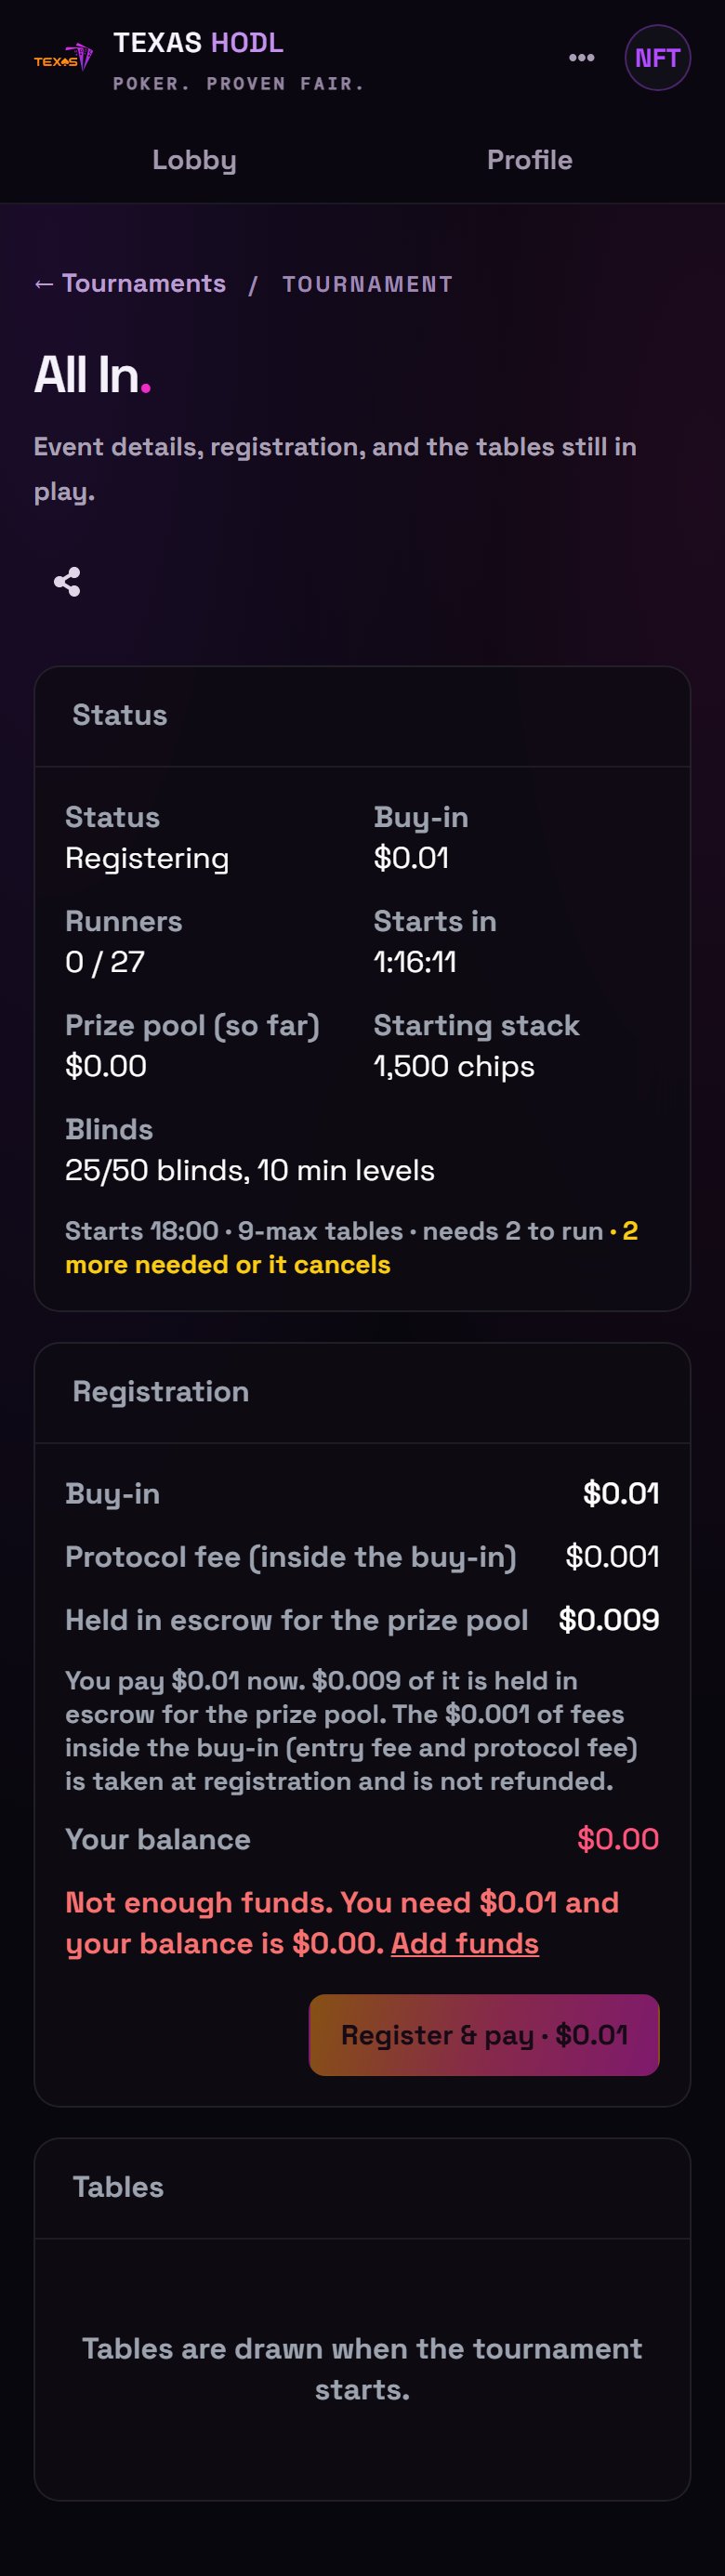 TEXAS
TEXAS HODL
POKER. PROVEN FAIR.
•••
NFT
Lobby
Profile
← Tournaments / TOURNAMENT
All In.
Event details, registration, and the tables still in
play.
Status
Status
Buy-in
Registering
$0.01
Runners
Starts in
0 / 27
1:16:11
Prize pool (so far)
Starting stack
$0.00
1,500 chips
Blinds
25/50 blinds, 10 min levels
Starts 18:00 · 9-max tables · needs 2 to run · 2
more needed or it cancels
Registration
Buy-in
$0.01
Protocol fee (inside the buy-in)
$0.001
Held in escrow for the prize pool
$0.009
You pay $0.01 now. $0.009 of it is held in
escrow for the prize pool. The $0.001 of fees
inside the buy-in (entry fee and protocol fee)
is taken at registration and is not refunded.
Your balance
$0.00
Not enough funds. You need $0.01 and
your balance is $0.00. Add funds
Register & pay · $0.01
Tables
Tables are drawn when the tournament
starts.